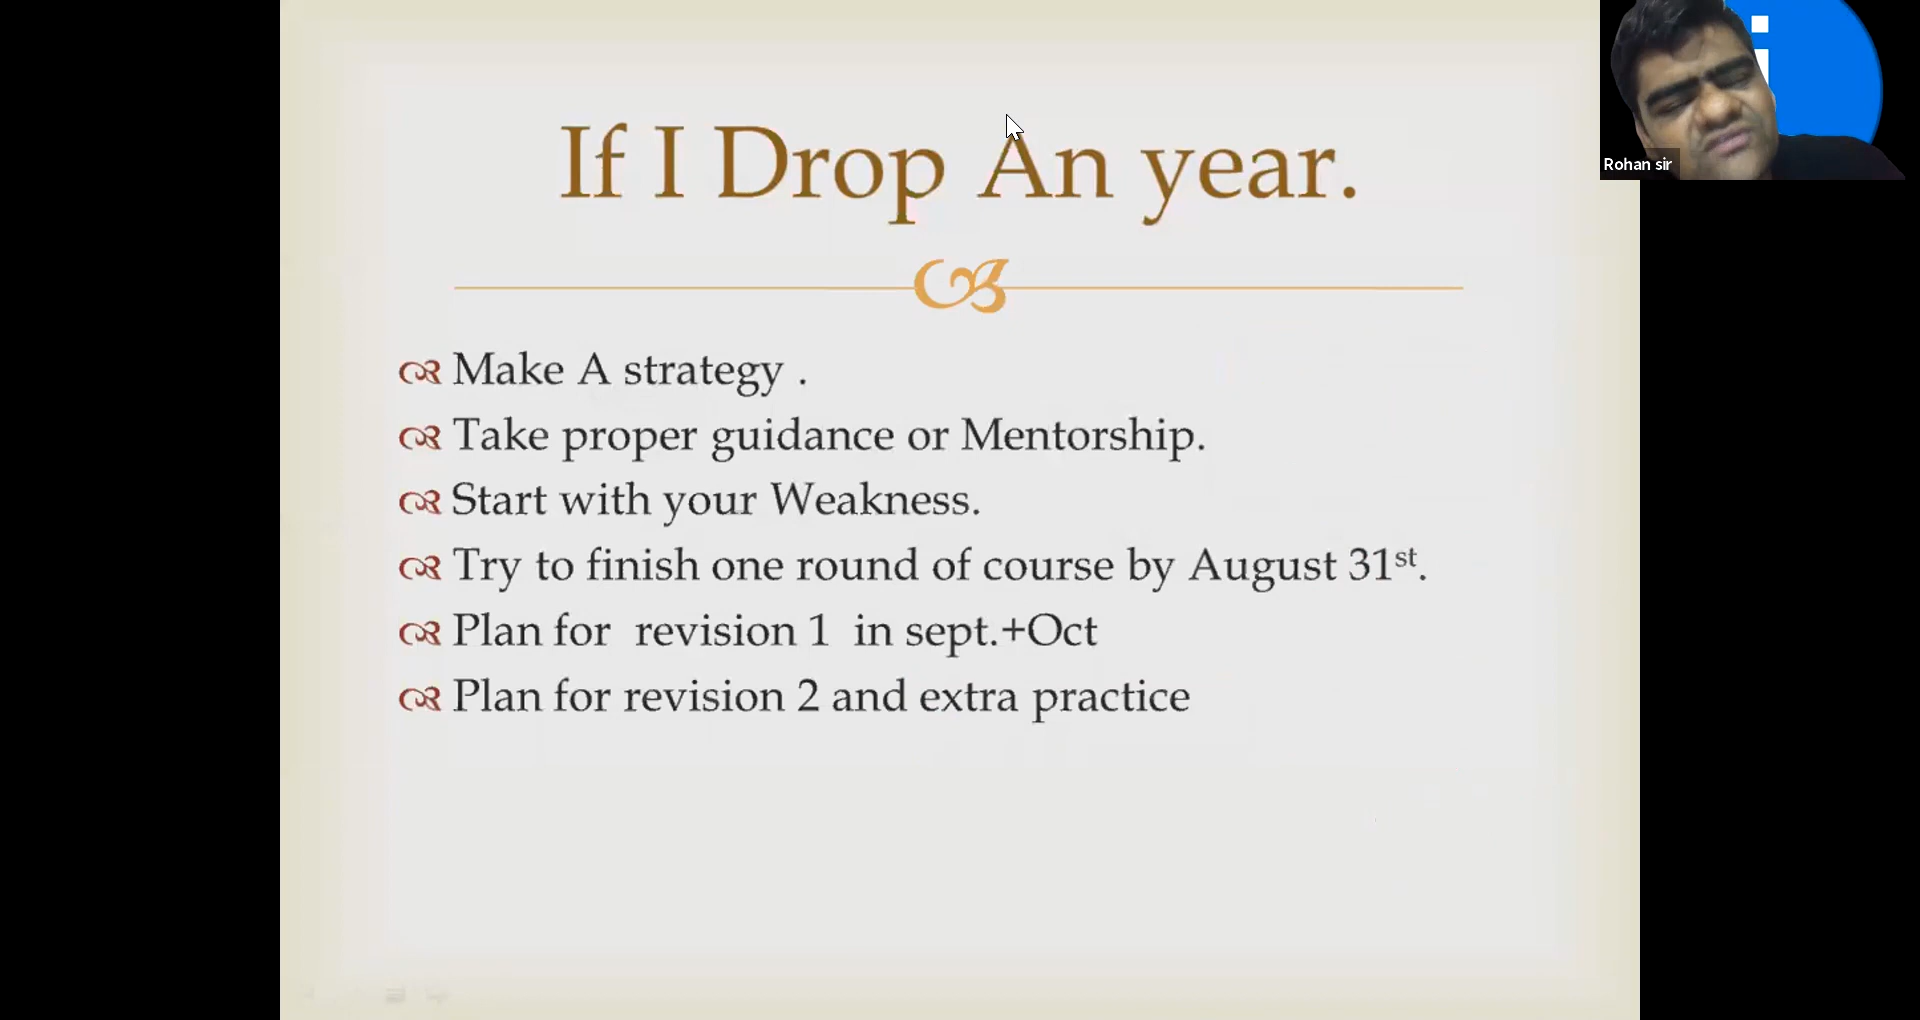 If I Drop An year.
Make A strategy .
Take proper guidance or Mentorship.
Start with your Weakness.
Try to finish one round of course by August 31st.
Plan for revision 1 in sept.+Oct
Plan for revision 2 and extra practice
Rohan sir